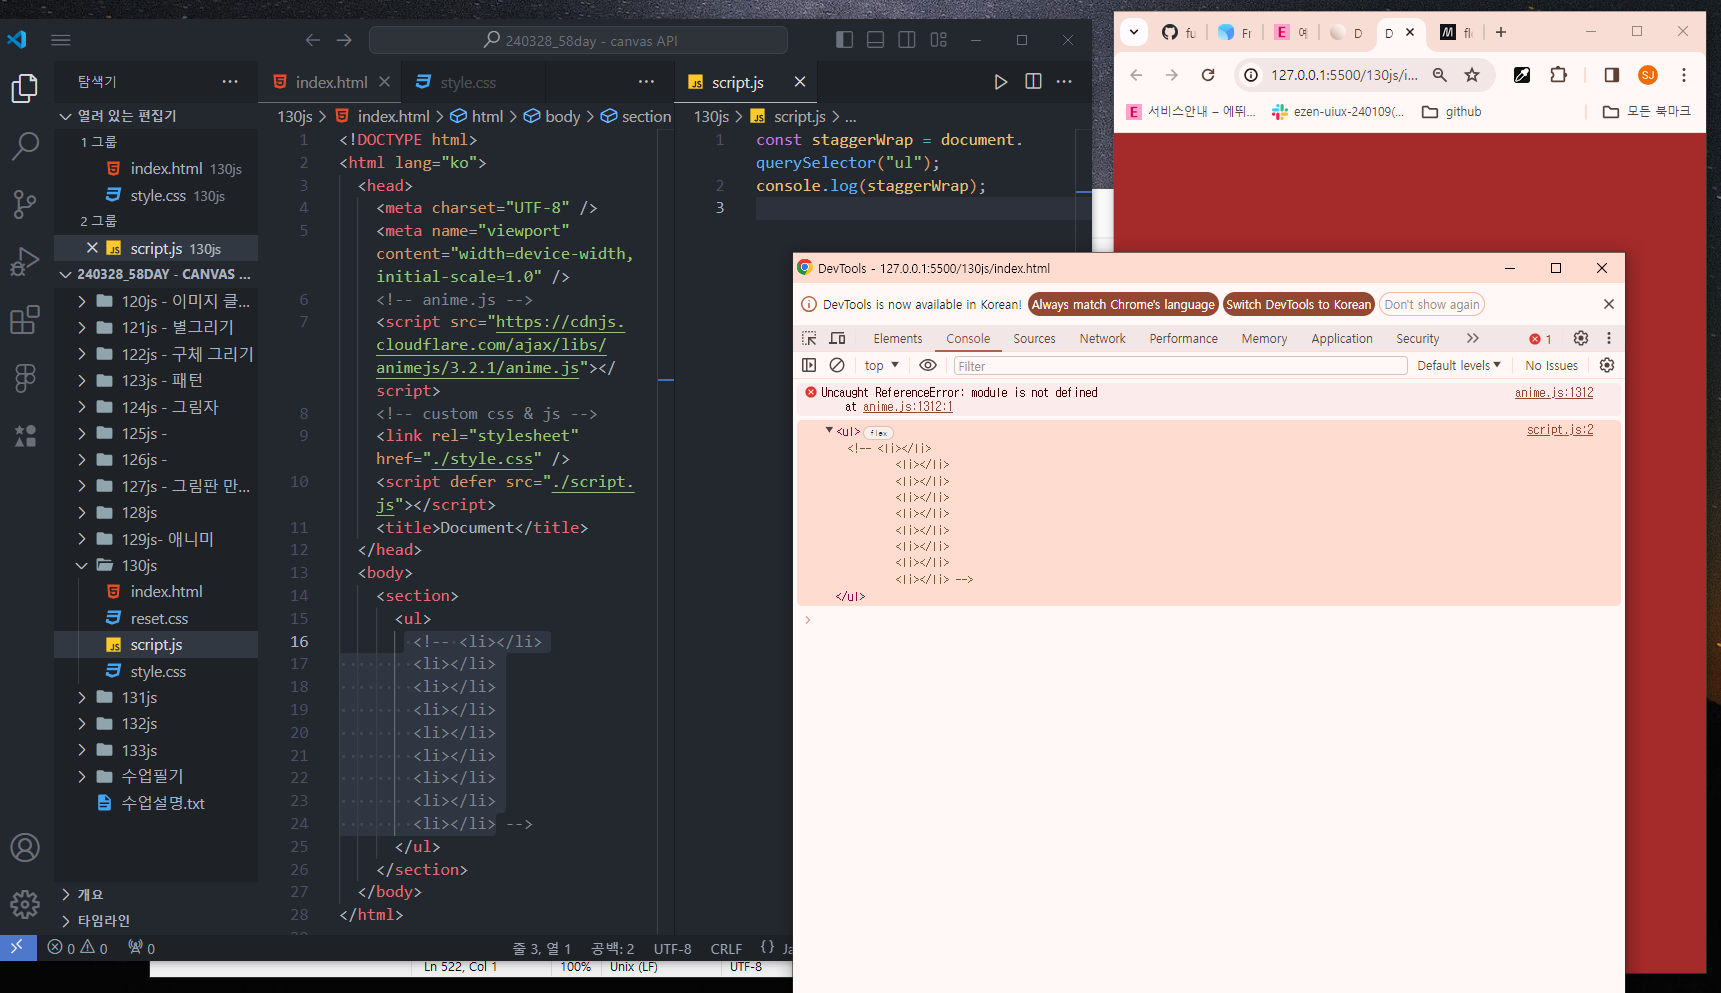 240328_58day - canvas API
탐색기
index.html
style.css
script.js
열려 있는 편집기
1 그룹
index.html 130js
style.css 130js
2 그룹
script.js 130js
240328_58DAY - CANVAS ...
120js - 이미지 클...
121js - 별그리기
122js - 구체 그리기
123js - 패턴
124js - 그림자
125js -
126js -
127js - 그림판 만...
128js
129js- 애니미
130js
index.html
reset.css
script.js
style.css
131js
132js
133js
수업필기
수업설명.txt
개요
타임라인
130js > index.html > html > body > section
1 <!DOCTYPE html>
2 <html lang="ko">
3 <head>
4 <meta charset="UTF-8" />
5 <meta name="viewport"
content="width=device-width,
initial-scale=1.0" />
6 <!-- anime.js -->
7 <script src="https://cdnjs.
cloudflare.com/ajax/libs/
animejs/3.2.1/anime.js"></
script>
8 <!-- custom css & js -->
9 <link rel="stylesheet"
href="./style.css" />
10 <script defer src="./script.
js"></script>
11 <title>Document</title>
12 </head>
13 <body>
14 <section>
15 <ul>
16 <!-- <li></li>
17 <li></li>
18 <li></li>
19 <li></li>
20 <li></li>
21 <li></li>
22 <li></li>
23 <li></li>
24 <li></li> -->
25 </ul>
26 </section>
27 </body>
28 </html>
130js > script.js > ...
1 const staggerWrap = document.
querySelector("ul");
2 console.log(staggerWrap);
3
0 0 0
줄 3, 열 1 공백: 2 UTF-8 CRLF {} Ja
Ln 522, Col 1 100% Unix (LF) UTF-8
fu Fr E 예 D D fl
127.0.0.1:5500/130js/i... SJ
E 서비스안내 – 에뛰... ezen-uiux-240109(... github 모든 북마크
DevTools - 127.0.0.1:5500/130js/index.html
DevTools is now available in Korean! Always match Chrome's language Switch DevTools to Korean Don't show again
Elements Console Sources Network Performance Memory Application Security 1
top Filter Default levels No Issues
Uncaught ReferenceError: module is not defined anime.js:1312
at anime.js:1312:1
<ul> flex script.js:2
<!-- <li></li>
<li></li>
<li></li>
<li></li>
<li></li>
<li></li>
<li></li>
<li></li>
<li></li> -->
</ul>